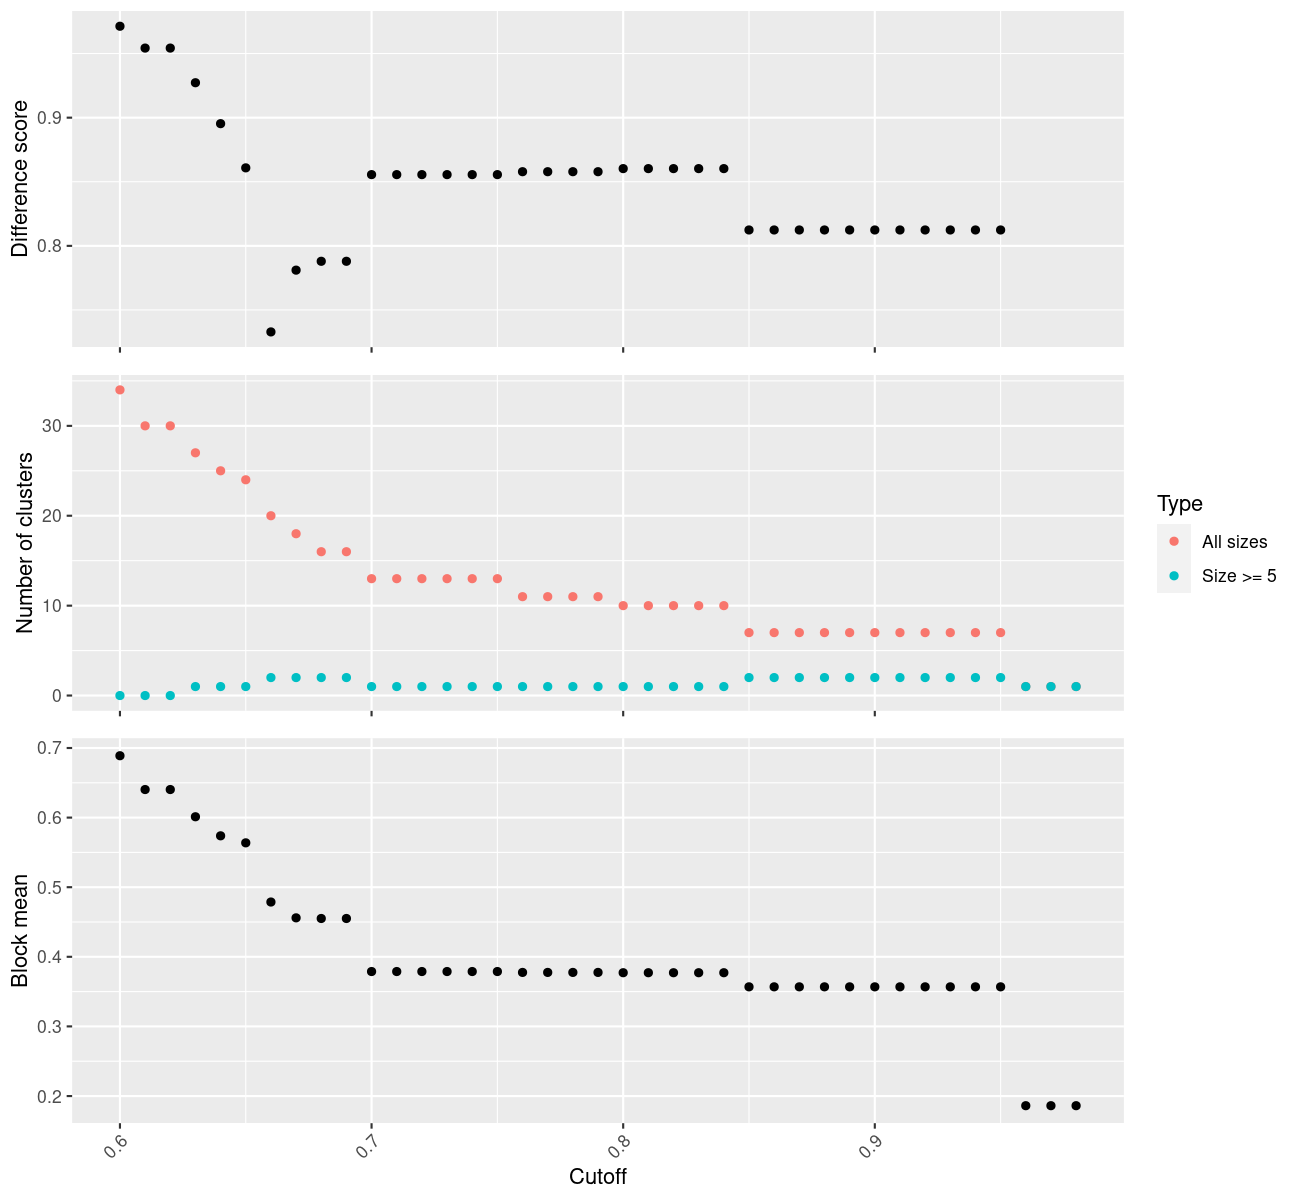 Difference score
0.9
0.8
Number of clusters
30
20
10
0
Type
All sizes
Size >= 5
Block mean
0.7
0.6
0.5
0.4
0.3
0.2
0.6
0.7
0.8
0.9
Cutoff